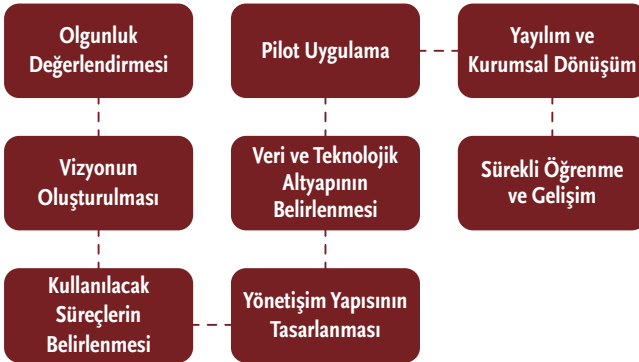 Olgunluk
Değerlendirmesi
Vizyonun
Oluşturulması
Kullanılacak
Süreçlerin
Belirlenmesi
Yönetişim Yapısının
Tasarlanması
Veri ve Teknolojik
Altyapının
Belirlenmesi
Pilot Uygulama
Yayılım ve
Kurumsal Dönüşüm
Sürekli Öğrenme
ve Gelişim